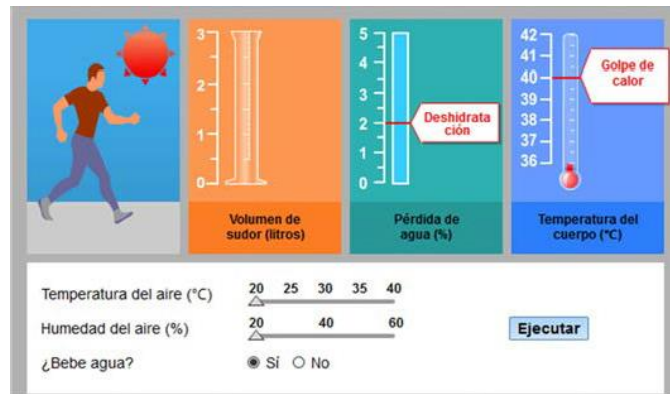 3
2
1
0
Volumen de
sudor (litros)
5
4
3
2
1
0
Deshidrata
ción
Pérdida de
agua (%)
42
41
40
39
38
37
36
Golpe de
calor
Temperatura del
cuerpo (°C)
Temperatura del aire (°C)
20 25 30 35 40
Humedad del aire (%)
20 40 60
Ejecutar
¿Bebe agua?
Sí No